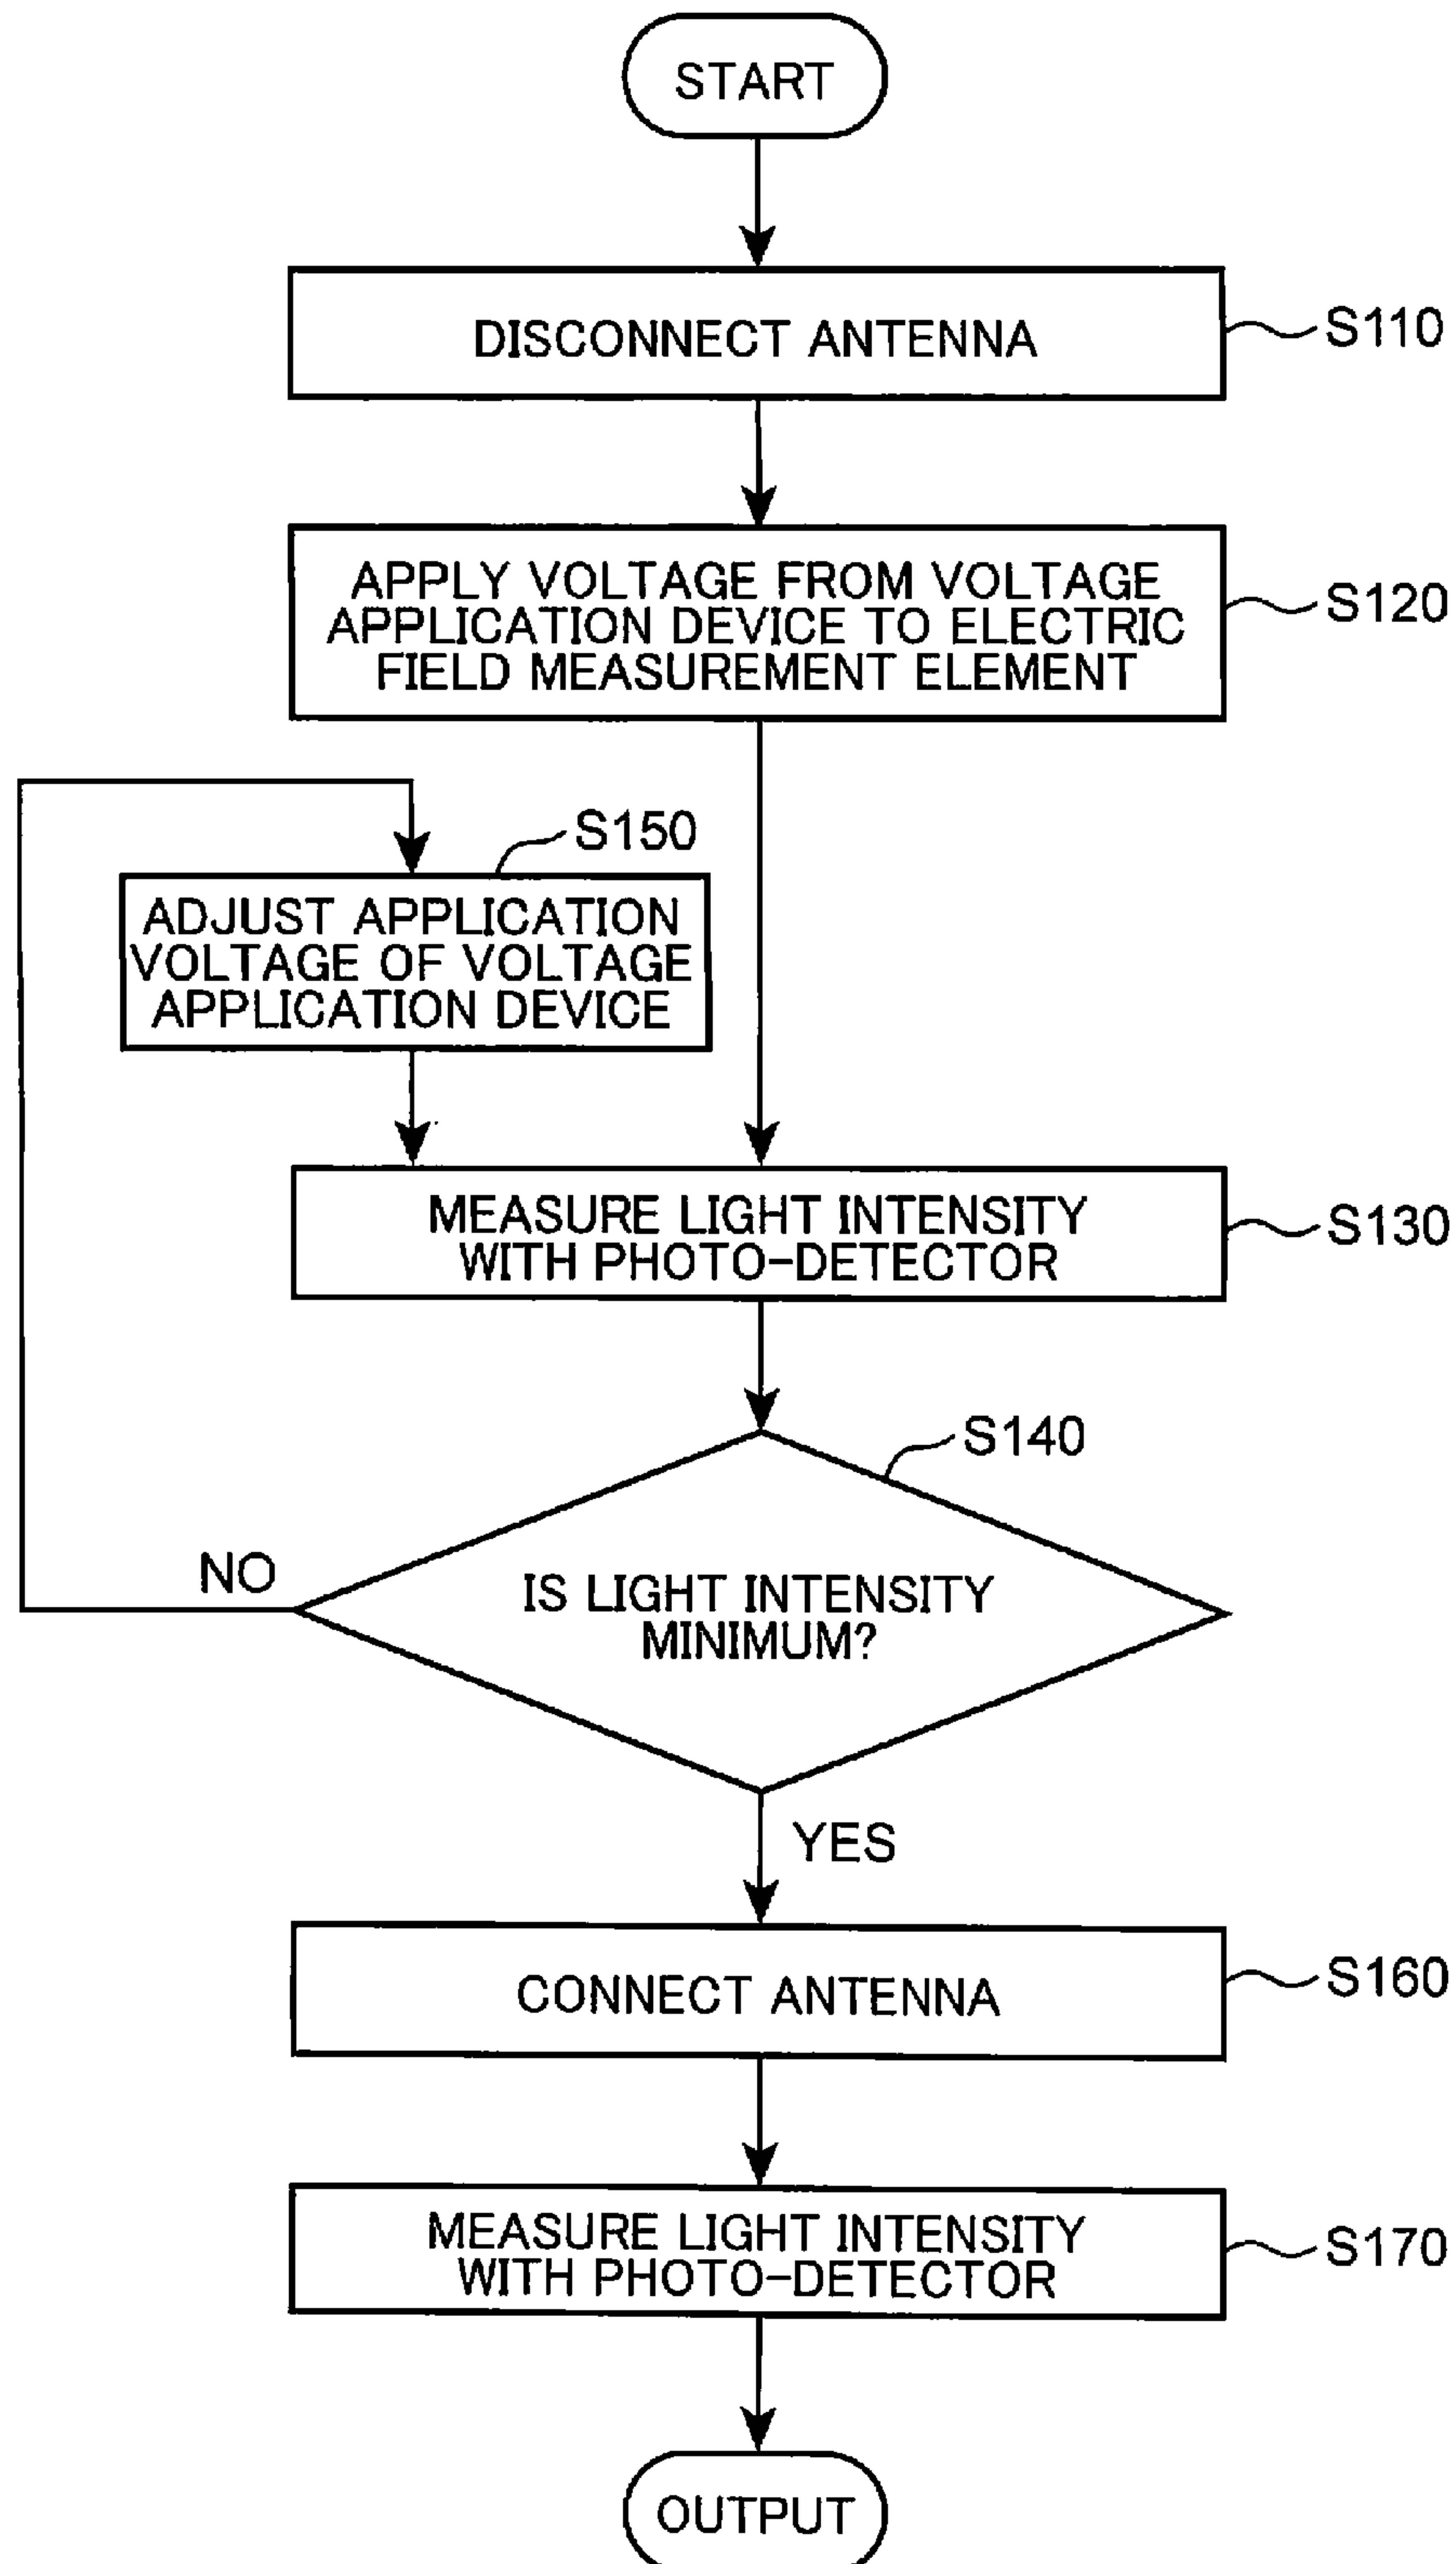 START
DISCONNECT ANTENNA
S110
APPLY VOLTAGE FROM VOLTAGE
APPLICATION DEVICE TO ELECTRIC
FIELD MEASUREMENT ELEMENT
S120
S150
ADJUST APPLICATION
VOLTAGE OF VOLTAGE
APPLICATION DEVICE
MEASURE LIGHT INTENSITY
WITH PHOTO-DETECTOR
S130
S140
NO
IS LIGHT INTENSITY
MINIMUM?
YES
CONNECT ANTENNA
S160
MEASURE LIGHT INTENSITY
WITH PHOTO-DETECTOR
S170
OUTPUT